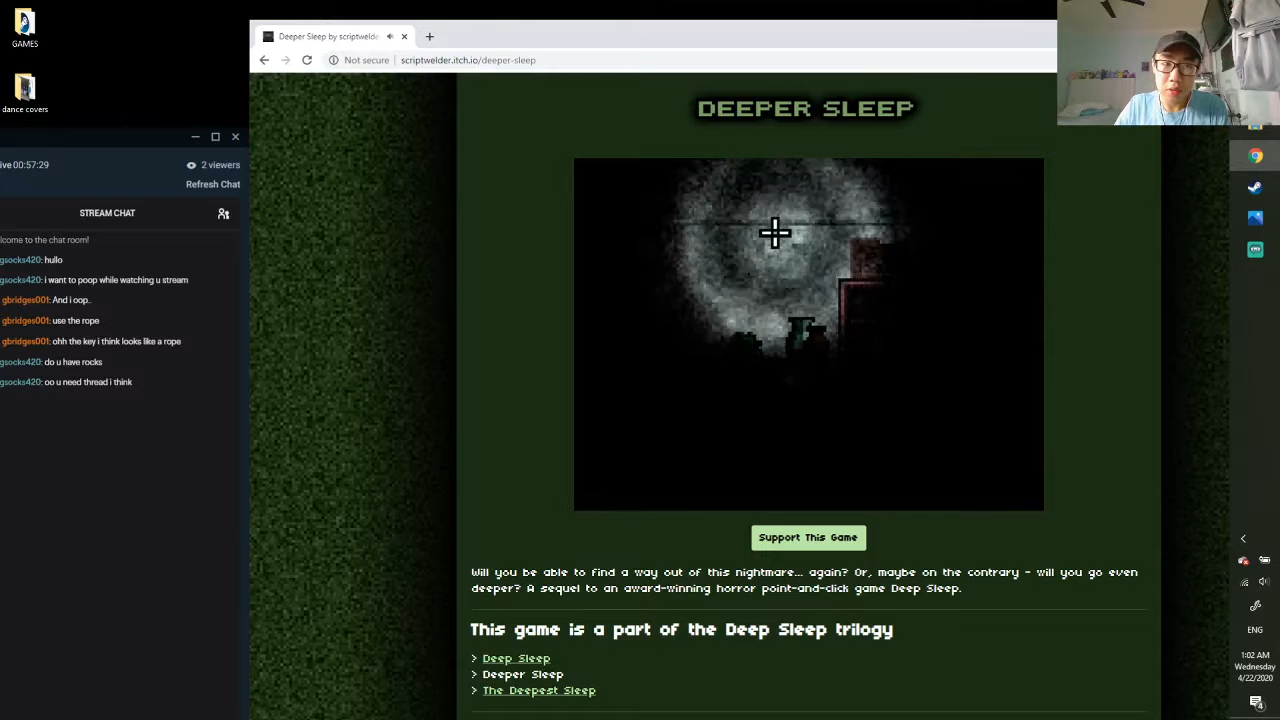 GAMES
dance covers
Deeper Sleep by scriptwelde
Not secure
scriptwelder.itch.io/deeper-sleep
ive 00:57:29
2 viewers
Refresh Chat
STREAM CHAT
lcome to the chat room!
gsocks420: hullo
gsocks420: i want to poop while watching u stream
gbridges001: And i oop..
gbridges001: use the rope
gbridges001: ohh the key i think looks like a rope
gsocks420: do u have rocks
gsocks420: oo u need thread i think
DEEPER SLEEP
Support This Game
Will you be able to find a way out of this nightmare... again? Or, maybe on the contrary - will you go even
deeper? A sequel to an award-winning horror point-and-click game Deep Sleep.
This game is a part of the Deep Sleep trilogy
> Deep Sleep
> Deeper Sleep
> The Deepest Sleep
ENG
1:02 AM
Wednesday
4/22/2020
4